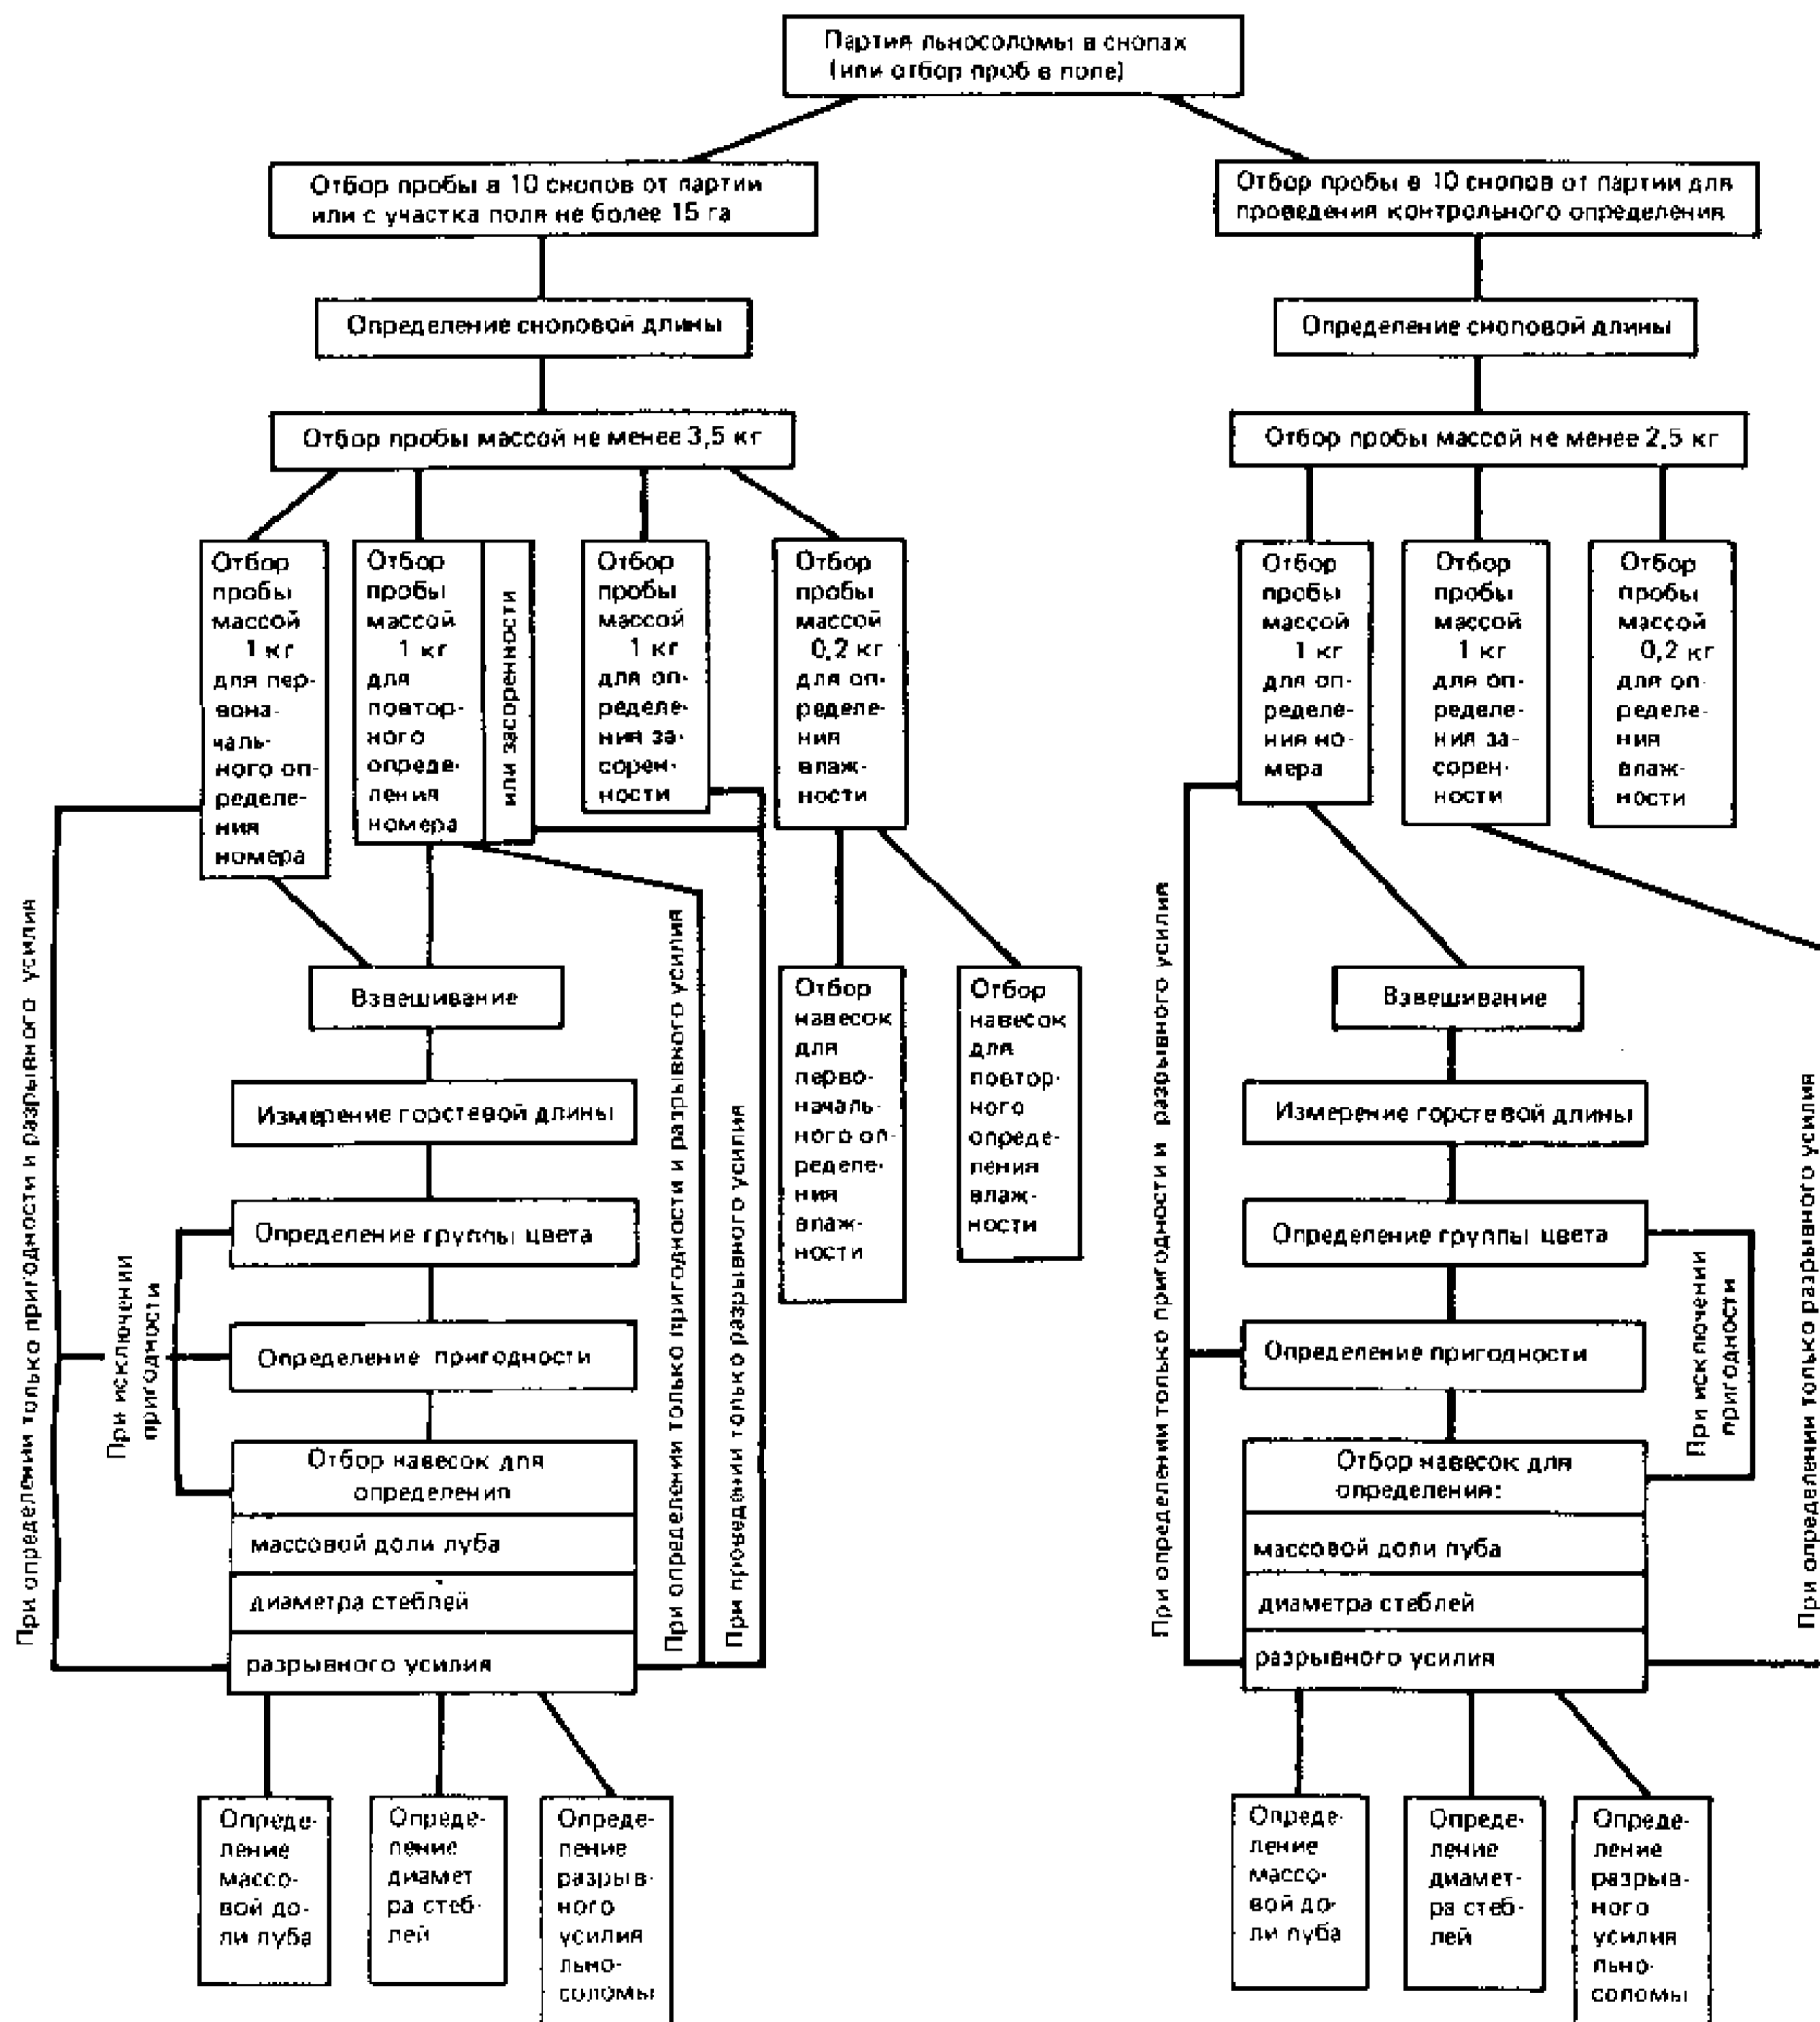 Партия льносоломы в снопах
(или отбор проб в поле)
Отбор пробы в 10 снопов от партии
или с участка поля не более 15 га
Определение сноповой длины
Отбор пробы массой не менее 3,5 кг
Отбор
пробы
массой
1 кг
для пер-
вона-
чаль-
ного оп-
ределе-
ния
номера
Отбор
пробы
массой
1 кг
для
повтор-
ного
опреде-
ления
номера
или засоренности
Отбор
пробы
массой
1 кг
для оп-
ределе-
ния за-
сорен-
ности
Отбор
пробы
массой
0,2 кг
для оп-
ределе-
ния
влаж-
ности
При определении только пригодности и разрывного усилия
Взвешивание
Измерение горстевой длины
Определение группы цвета
При исключении
пригодности
Определение пригодности
Отбор навесок для
определения
массовой доли луба
диаметра стеблей
разрывного усилия
При определении только пригодности и разрывного усилия
При проведении только разрывного усилия
Отбор
навесок
для
перво-
началь-
ного оп-
ределе-
ния
влаж-
ности
Отбор
навесок
для
повтор-
ного
опреде-
ления
влаж-
ности
Опреде-
ление
массо-
вой до-
ли луба
Опреде-
ление
диамет
ра стеб-
лей
Опреде-
ление
разрыв-
ного
усилия
льно-
соломы
Отбор пробы в 10 снопов от партии для
проведения контрольного определения
Определение сноповой длины
Отбор пробы массой не менее 2,5 кг
Отбор
пробы
массой
1 кг
для оп-
ределе-
ния но-
мера
Отбор
пробы
массой
1 кг
для оп-
ределе-
ния за-
сорен-
ности
Отбор
пробы
массой
0,2 кг
для оп-
ределе-
ния
влаж-
ности
При определении только пригодности и разрывного усилия
Взвешивание
Измерение горстевой длины
Определение группы цвета
Определение пригодности
При исключении
пригодности
Отбор навесок для
определения:
массовой доли луба
диаметра стеблей
разрывного усилия
При определении только разрывного усилия
Опреде-
ление
массо-
вой до-
ли луба
Опреде-
ление
диамет-
ра стеб-
лей
Опреде-
ление
разрыв-
ного
усилия
льно-
соломы